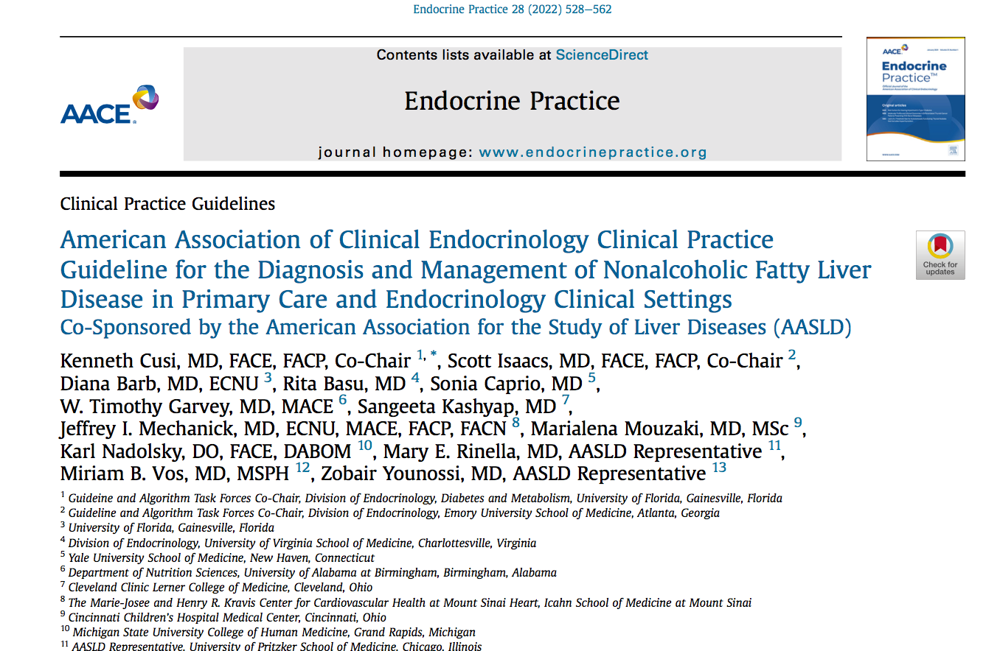 Endocrine Practice 28 (2022) 528–562
Contents lists available at ScienceDirect
AACE®
Endocrine Practice
journal homepage: www.endocrinepractice.org
AACE
Endocrine
Practice™
Official Journal of the
American Association of Clinical Endocrinology
Original articles
Clinical Practice Guidelines
American Association of Clinical Endocrinology Clinical Practice
Guideline for the Diagnosis and Management of Nonalcoholic Fatty Liver
Disease in Primary Care and Endocrinology Clinical Settings
Co-Sponsored by the American Association for the Study of Liver Diseases (AASLD)
Check for
updates
Kenneth Cusi, MD, FACE, FACP, Co-Chair 1, *, Scott Isaacs, MD, FACE, FACP, Co-Chair 2,
Diana Barb, MD, ECNU 3, Rita Basu, MD 4, Sonia Caprio, MD 5,
W. Timothy Garvey, MD, MACE 6, Sangeeta Kashyap, MD 7,
Jeffrey I. Mechanick, MD, ECNU, MACE, FACP, FACN 8, Marialena Mouzaki, MD, MSc 9,
Karl Nadolsky, DO, FACE, DABOM 10, Mary E. Rinella, MD, AASLD Representative 11,
Miriam B. Vos, MD, MSPH 12, Zobair Younossi, MD, AASLD Representative 13
1 Guideine and Algorithm Task Forces Co-Chair, Division of Endocrinology, Diabetes and Metabolism, University of Florida, Gainesville, Florida
2 Guideline and Algorithm Task Forces Co-Chair, Division of Endocrinology, Emory University School of Medicine, Atlanta, Georgia
3 University of Florida, Gainesville, Florida
4 Division of Endocrinology, University of Virginia School of Medicine, Charlottesville, Virginia
5 Yale University School of Medicine, New Haven, Connecticut
6 Department of Nutrition Sciences, University of Alabama at Birmingham, Birmingham, Alabama
7 Cleveland Clinic Lerner College of Medicine, Cleveland, Ohio
8 The Marie-Josee and Henry R. Kravis Center for Cardiovascular Health at Mount Sinai Heart, Icahn School of Medicine at Mount Sinai
9 Cincinnati Children's Hospital Medical Center, Cincinnati, Ohio
10 Michigan State University College of Human Medicine, Grand Rapids, Michigan
11 AASLD Representative, University of Pritzker School of Medicine, Chicago, Illinois